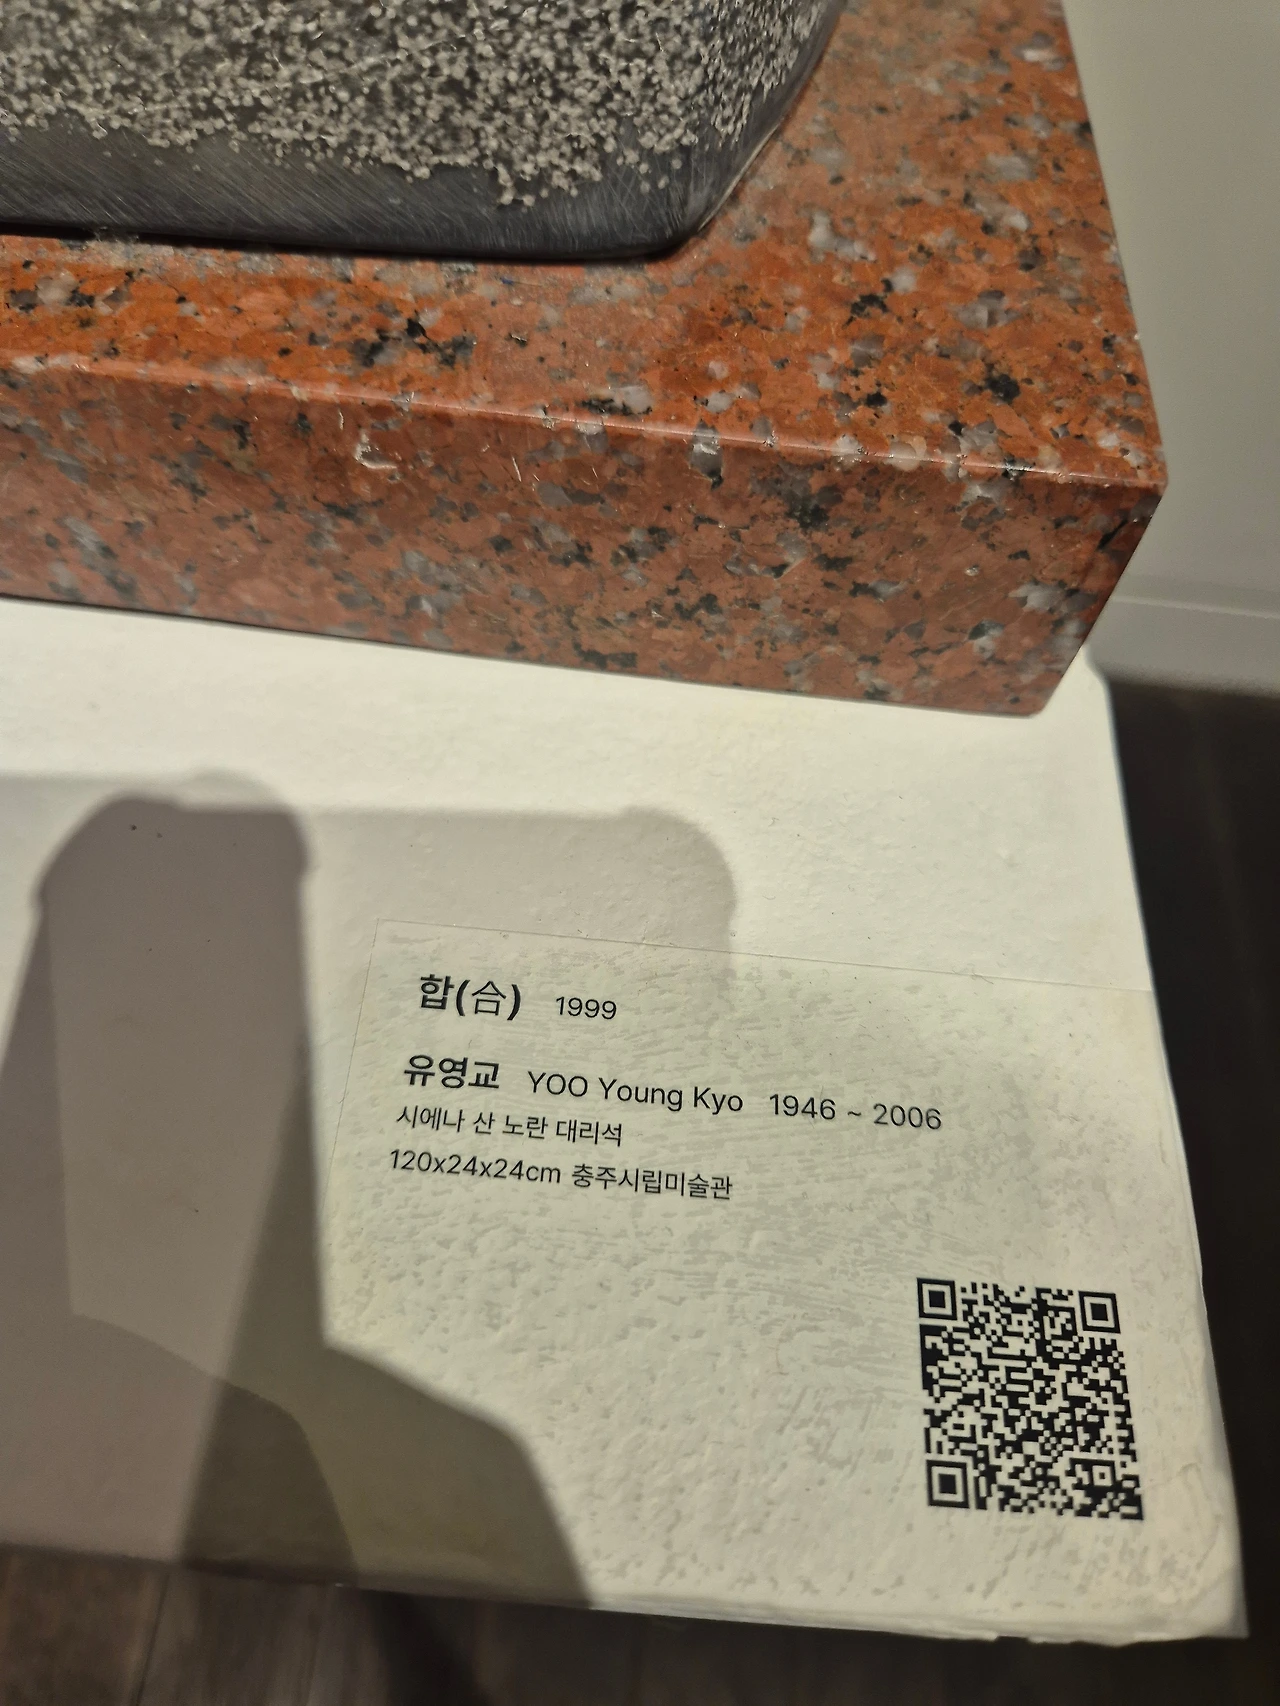 합(合) 1999
유영교 YOO Young Kyo 1946 ~ 2006
시에나 산 노란 대리석
120x24x24cm 충주시립미술관